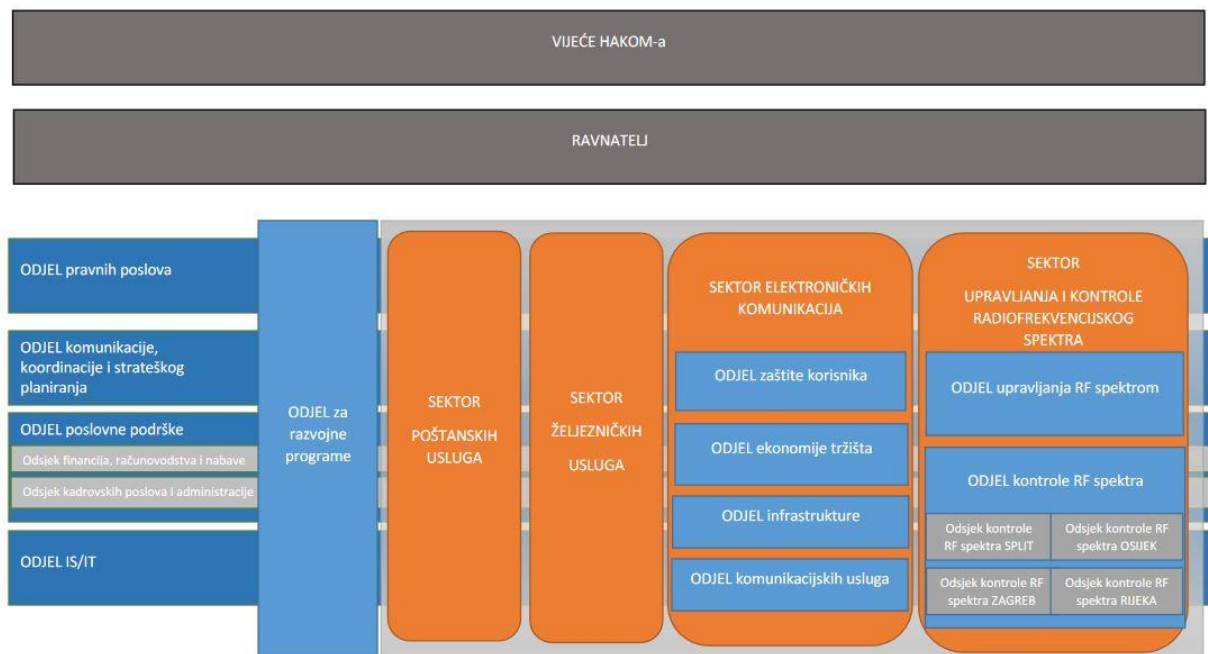 VIJEĆE HAKOM-a
RAVNATELJ
ODJEL pravnih poslova
ODJEL komunikacije,
koordinacije i strateškog
planiranja
ODJEL poslovne podrške
Odsjek financija, računovodstva i nabave
Odsjek kadrovskih poslova i administracije
ODJEL IS/IT
ODJEL za
razvojne
programe
SEKTOR
POŠTANSKIH
USLUGA
SEKTOR
ŽELJEZNIČKIH
USLUGA
SEKTOR ELEKTRONIČKIH
KOMUNIKACIJA
ODJEL zaštite korisnika
ODJEL ekonomije tržišta
ODJEL infrastrukture
ODJEL komunikacijskih usluga
SEKTOR
UPRAVLJANJA I KONTROLE
RADIOFREKVENCIJSKOG
SPEKTRA
ODJEL upravljanja RF spektrom
ODJEL kontrole RF spektra
Odsjek kontrole
RF spektra SPLIT
Odsjek kontrole RF
spektra OSIJEK
Odsjek kontrole RF
spektra ZAGREB
Odsjek kontrole RF
spektra RIJEKA